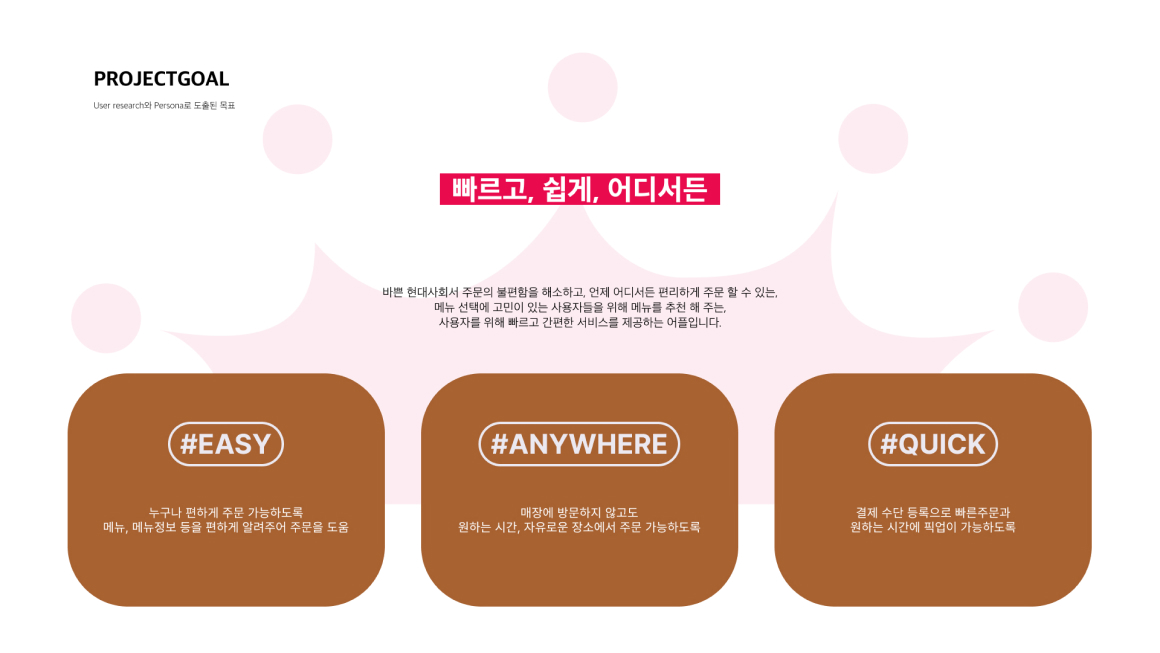 PROJECTGOAL
User research와 Persona로 도출된 목표
빠르고, 쉽게, 어디서든
바쁜 현대사회서 주문의 불편함을 해소하고, 언제 어디서든 편리하게 주문 할 수 있는,
메뉴 선택에 고민이 있는 사용자들을 위해 메뉴를 추천 해 주는,
사용자를 위해 빠르고 간편한 서비스를 제공하는 어플입니다.
#EASY
누구나 편하게 주문 가능하도록
메뉴, 메뉴정보 등을 편하게 알려주어 주문을 도움
#ANYWHERE
매장에 방문하지 않고도
원하는 시간, 자유로운 장소에서 주문 가능하도록
#QUICK
결제 수단 등록으로 빠른주문과
원하는 시간에 픽업이 가능하도록